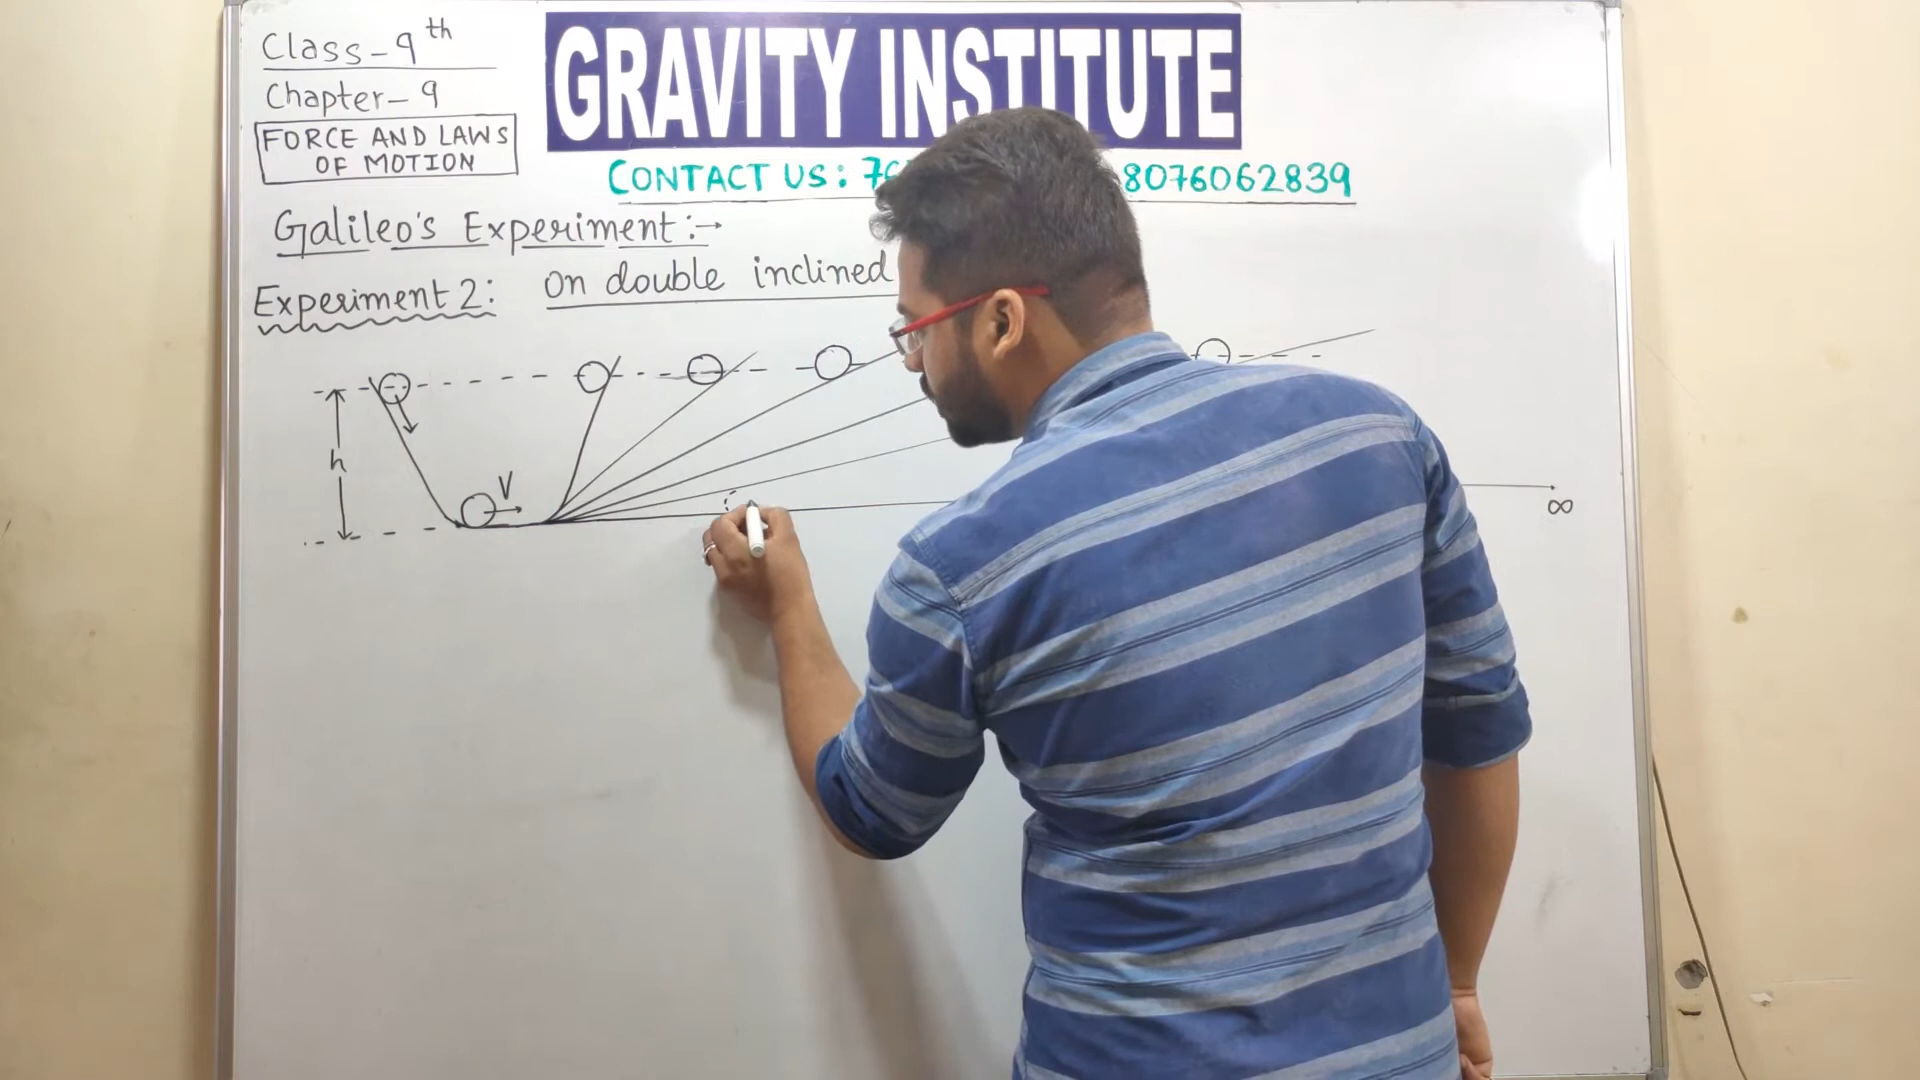 Class-9th
Chapter-9
FORCE AND LAWS
OF MOTION
GRAVITY INSTITUTE
CONTACT US: 76 8076062839
Galileo's Experiment:→
Experiment 2: On double inclined
h
V
∞